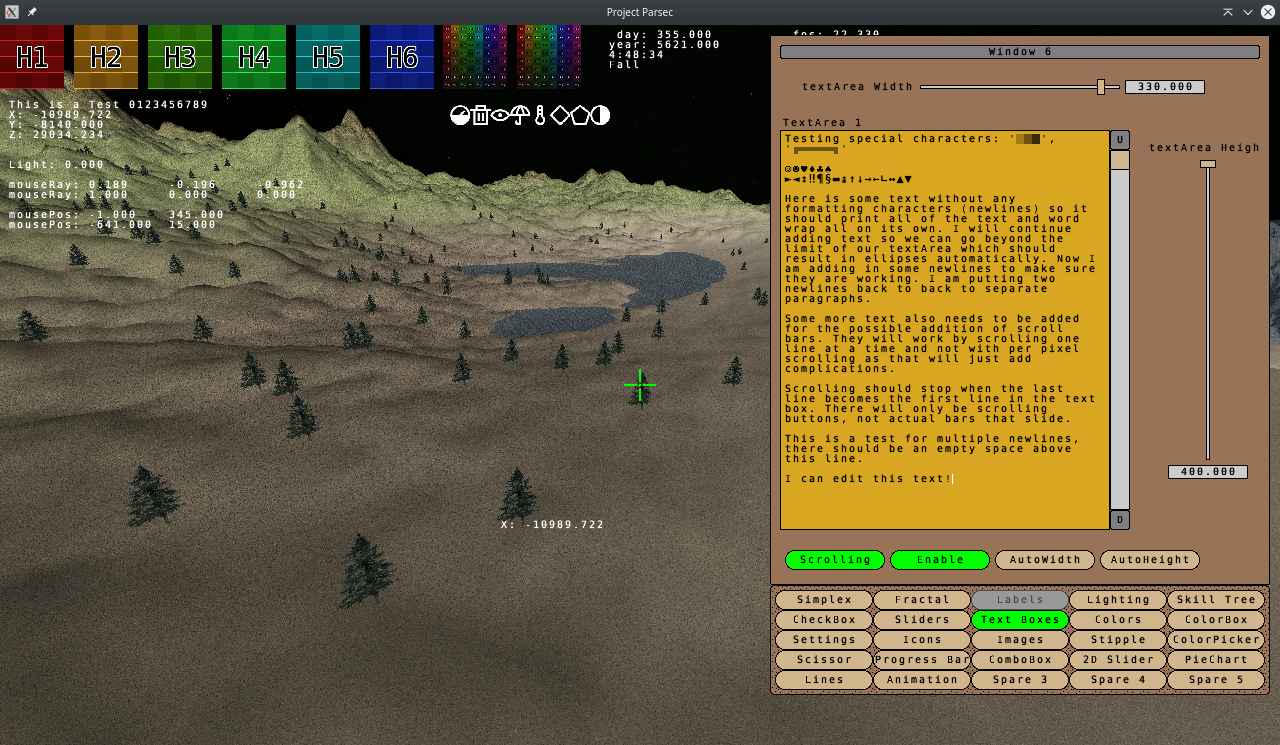 Project Parsec
H1 H2 H3 H4 H5 H6
day: 355.000
year: 5621.000
4:48:34
Fall
fps: 22.330
This is a Test 0123456789
X: -10989.722
Y: -8140.000
Z: 29034.234
Light: 0.000
mouseRay: 0.189 -0.196 -0.962
mouseRay: 1.000 0.000 0.000
mousePos: -1.000 345.000
mousePos: -641.000 15.000
X: -10989.722
Window 6
textArea Width 330.000
TextArea 1
textArea Heigh
400.000
U
D
Testing special characters: '░▒▓█',
'╔══════╗'
☺☻♥♦♣♠
►◄↕‼¶§▬↨↑↓→←∟↔▲▼
Here is some text without any
formatting characters (newlines) so it
should print all of the text and word
wrap all on its own. I will continue
adding text so we can go beyond the
limit of our textArea which should
result in ellipses automatically. Now I
am adding in some newlines to make sure
they are working. I am putting two
newlines back to back to separate
paragraphs.
Some more text also needs to be added
for the possible addition of scroll
bars. They will work by scrolling one
line at a time and not with per pixel
scrolling as that will just add
complications.
Scrolling should stop when the last
line becomes the first line in the text
box. There will only be scrolling
buttons, not actual bars that slide.
This is a test for multiple newlines,
there should be an empty space above
this line.
I can edit this text!
Scrolling Enable AutoWidth AutoHeight
Simplex Fractal Labels Lighting Skill Tree
CheckBox Sliders Text Boxes Colors ColorBox
Settings Icons Images Stipple ColorPicker
Scissor Progress Bar ComboBox 2D Slider PieChart
Lines Animation Spare 3 Spare 4 Spare 5